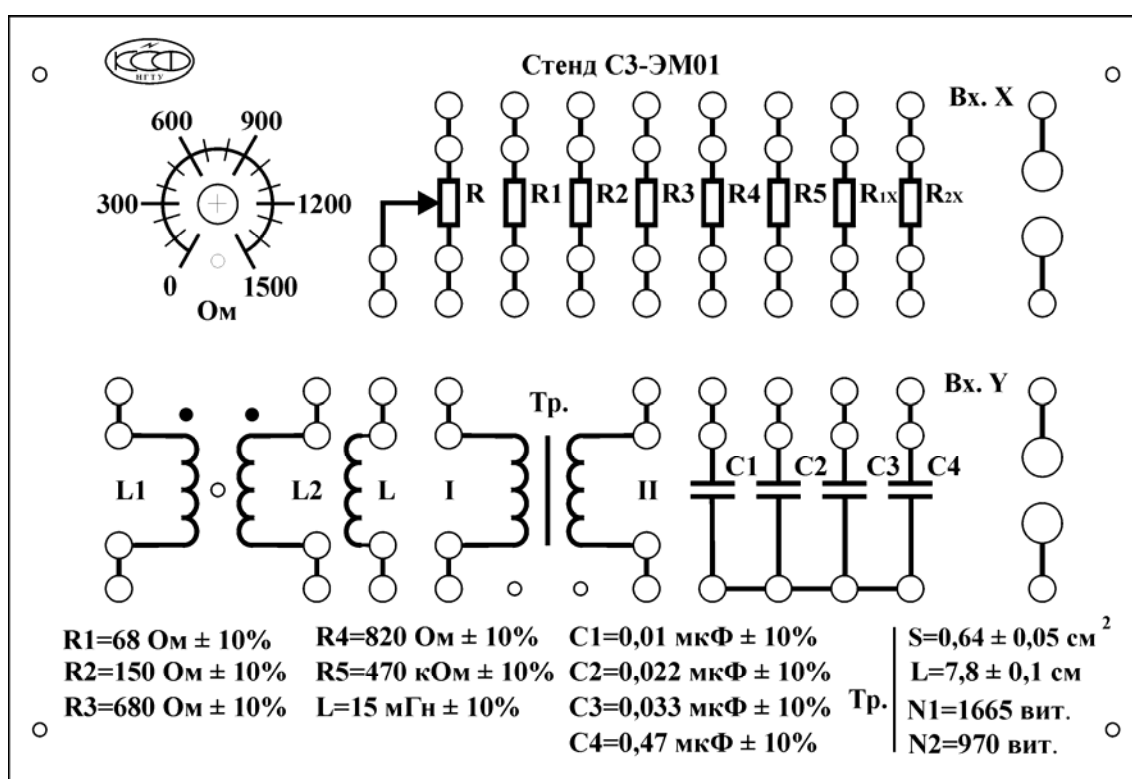 КССФ
НГТУ
Стенд С3-ЭМ01
Вх. X
600 900
300 1200
0 1500
Ом
R R1 R2 R3 R4 R5 R1X R2X
Вх. Y
Тр.
L1 L2 L I II C1 C2 C3 C4
R1=68 Ом ± 10%
R2=150 Ом ± 10%
R3=680 Ом ± 10%
R4=820 Ом ± 10%
R5=470 кОм ± 10%
L=15 мГн ± 10%
C1=0,01 мкФ ± 10%
C2=0,022 мкФ ± 10%
C3=0,033 мкФ ± 10%
C4=0,47 мкФ ± 10%
Тр.
S=0,64 ± 0,05 см²
L=7,8 ± 0,1 см
N1=1665 вит.
N2=970 вит.